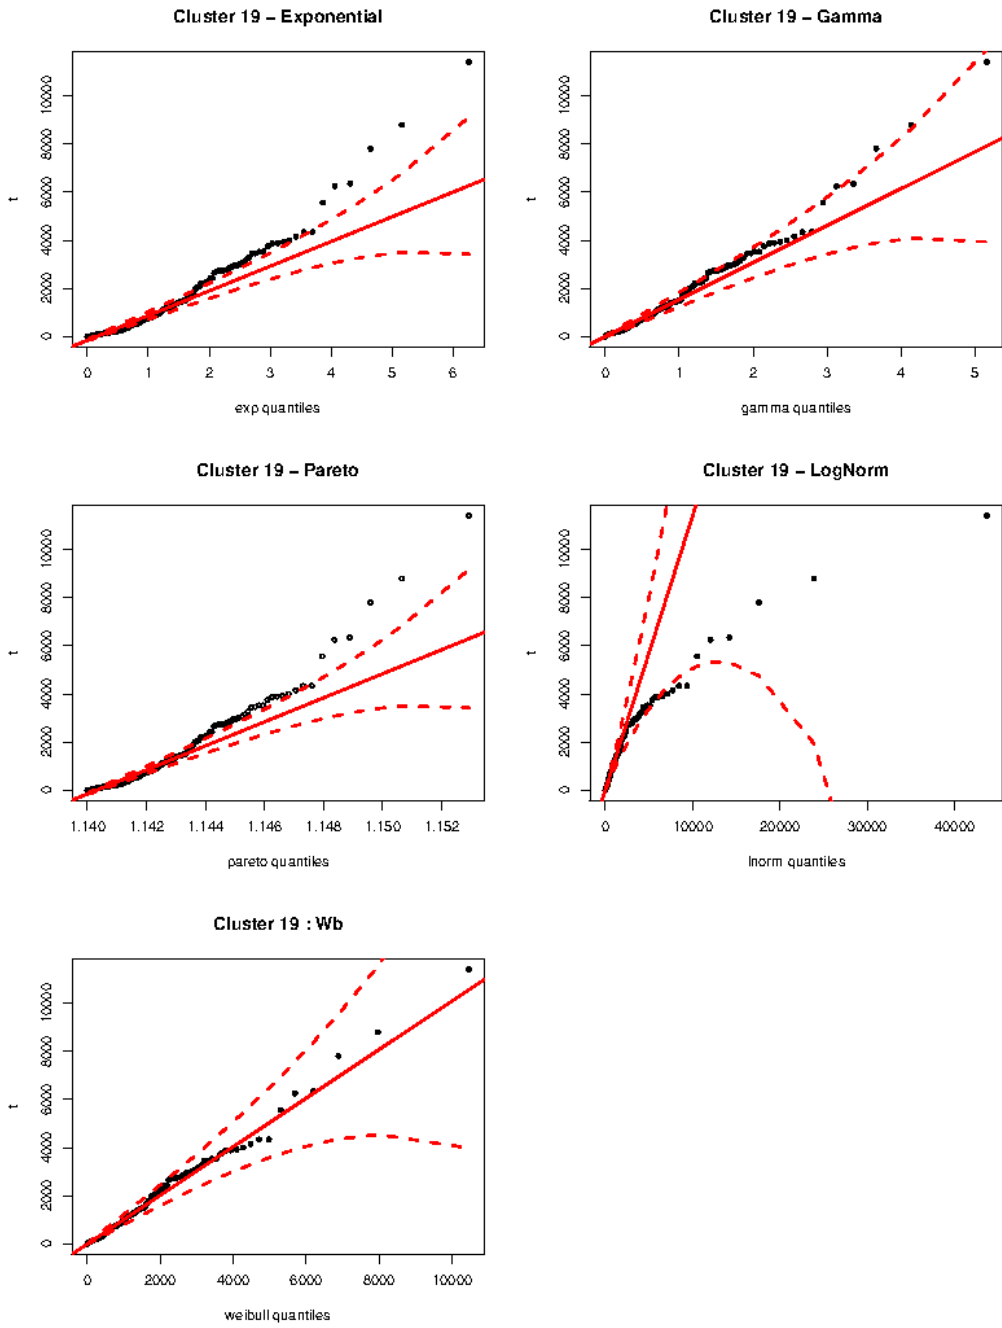 Cluster 19 – Exponential
10000
8000
6000
4000
2000
0
t
0 1 2 3 4 5 6
exp quantiles
Cluster 19 – Gamma
10000
8000
6000
4000
2000
0
t
0 1 2 3 4 5
gamma quantiles
Cluster 19 – Pareto
10000
8000
6000
4000
2000
0
t
1.140 1.142 1.144 1.146 1.148 1.150 1.152
pareto quantiles
Cluster 19 – LogNorm
10000
8000
6000
4000
2000
0
t
0 10000 20000 30000 40000
lnorm quantiles
Cluster 19 : Wb
10000
8000
6000
4000
2000
0
t
0 2000 4000 6000 8000 10000
weibull quantiles